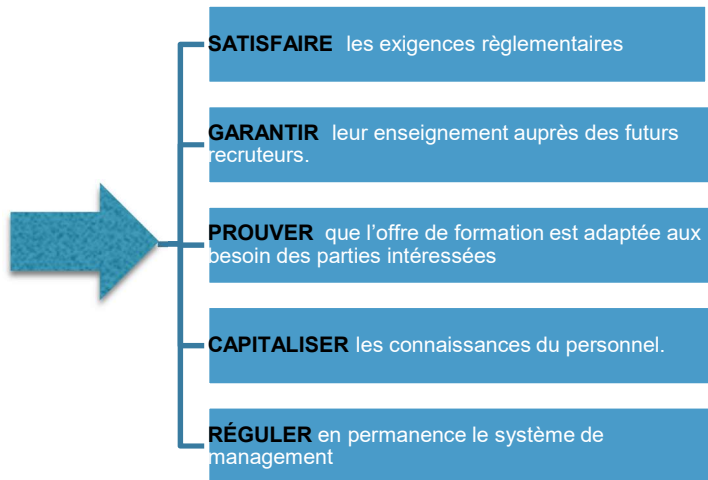 SATISFAIRE les exigences règlementaires
GARANTIR leur enseignement auprès des futurs
recruteurs.
PROUVER que l’offre de formation est adaptée aux
besoin des parties intéressées
CAPITALISER les connaissances du personnel.
RÉGULER en permanence le système de
management